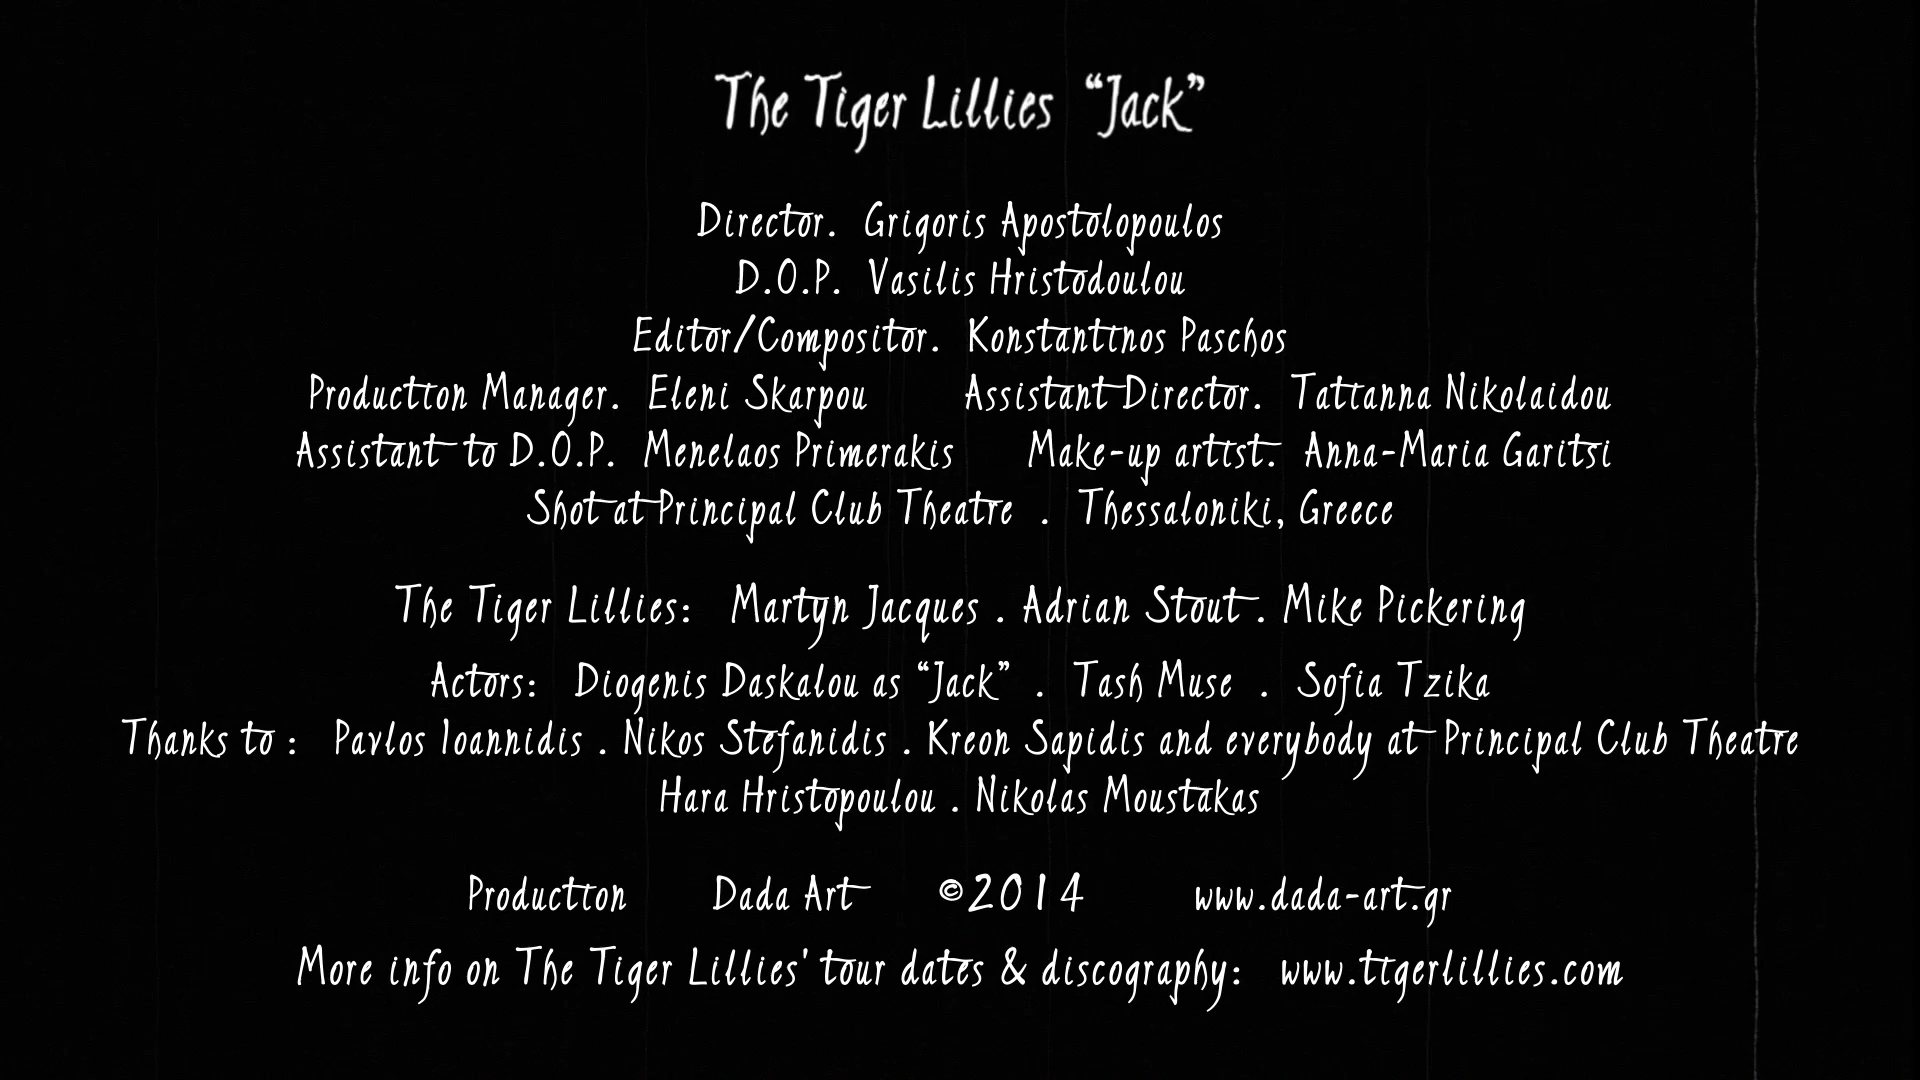 The Tiger Lillies “Jack”
Director. Grigoris Apostolopoulos
D.O.P. Vasilis Hristodoulou
Editor/Compositor. Konstantinos Paschos
Production Manager. Eleni Skarpou Assistant Director. Tatianna Nikolaidou
Assistant to D.O.P. Menelaos Primerakis Make-up artist. Anna-Maria Garitsi
Shot at Principal Club Theatre . Thessaloniki, Greece
The Tiger Lillies: Martyn Jacques . Adrian Stout . Mike Pickering
Actors: Diogenis Daskalou as “Jack” . Tash Muse . Sofia Tzika
Thanks to : Pavlos Ioannidis . Nikos Stefanidis . Kreon Sapidis and everybody at Principal Club Theatre
Hara Hristopoulou . Nikolas Moustakas
Production Dada Art ©2014 www.dada-art.gr
More info on The Tiger Lillies' tour dates & discography: www.tigerlillies.com